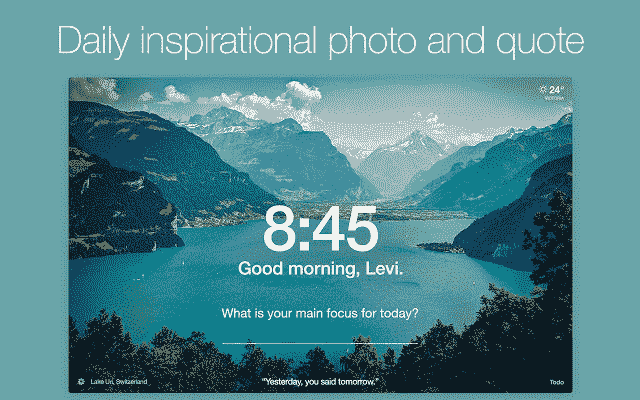 Daily inspirational photo and quote
24°
8:45
Good morning, Levi.
What is your main focus for today?
Lake Uri, Switzerland
"Yesterday, you said tomorrow."
Todo